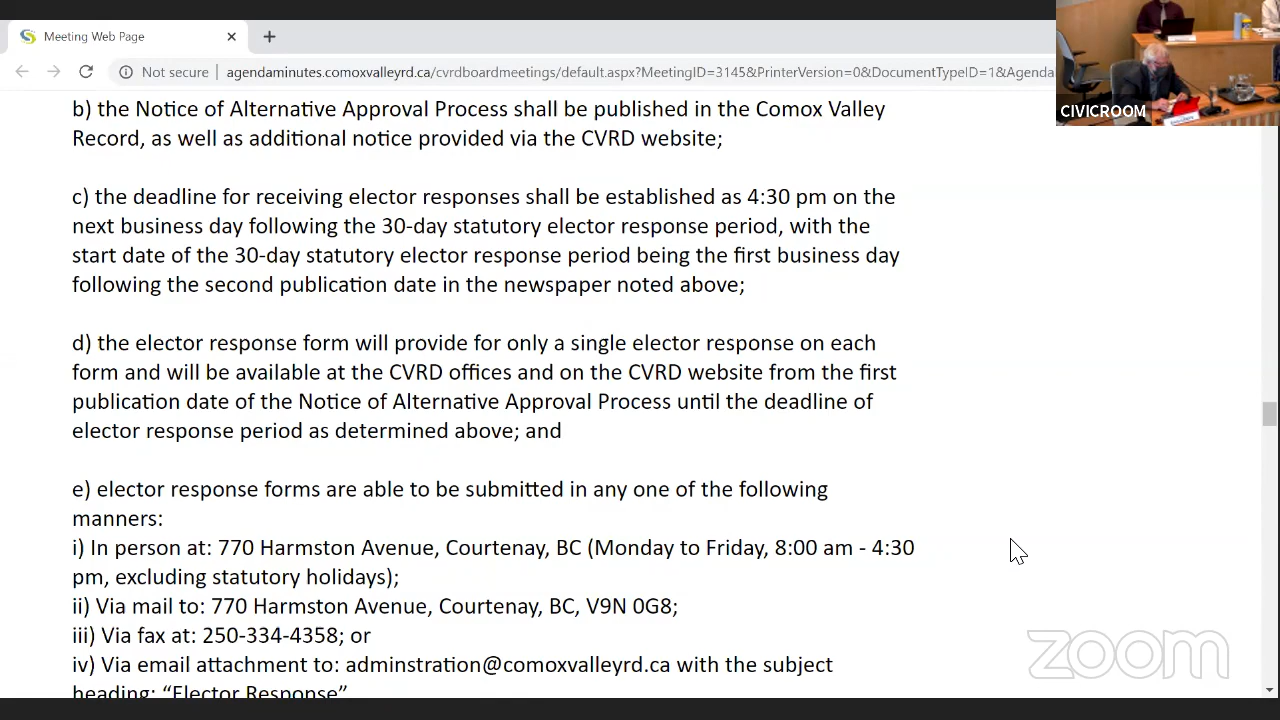 Meeting Web Page
Not secure agendaminutes.comoxvalleyrd.ca/cvrdboardmeetings/default.aspx?MeetingID=3145&PrinterVersion=0&DocumentTypeID=1&Agenda
CIVICROOM
b) the Notice of Alternative Approval Process shall be published in the Comox Valley
Record, as well as additional notice provided via the CVRD website;
c) the deadline for receiving elector responses shall be established as 4:30 pm on the
next business day following the 30-day statutory elector response period, with the
start date of the 30-day statutory elector response period being the first business day
following the second publication date in the newspaper noted above;
d) the elector response form will provide for only a single elector response on each
form and will be available at the CVRD offices and on the CVRD website from the first
publication date of the Notice of Alternative Approval Process until the deadline of
elector response period as determined above; and
e) elector response forms are able to be submitted in any one of the following
manners:
i) In person at: 770 Harmston Avenue, Courtenay, BC (Monday to Friday, 8:00 am - 4:30
pm, excluding statutory holidays);
ii) Via mail to: 770 Harmston Avenue, Courtenay, BC, V9N 0G8;
iii) Via fax at: 250-334-4358; or
iv) Via email attachment to: adminstration@comoxvalleyrd.ca with the subject
heading: “Elector Response”
zoom